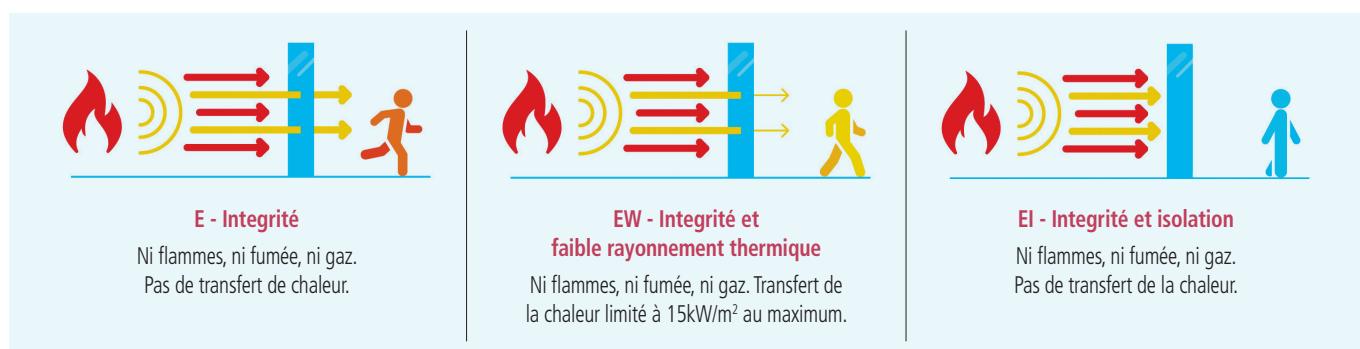 E - Integrité
Ni flammes, ni fumée, ni gaz.
Pas de transfert de chaleur.
EW - Integrité et
faible rayonnement thermique
Ni flammes, ni fumée, ni gaz. Transfert de
la chaleur limité à 15kW/m² au maximum.
EI - Integrité et isolation
Ni flammes, ni fumée, ni gaz.
Pas de transfert de la chaleur.